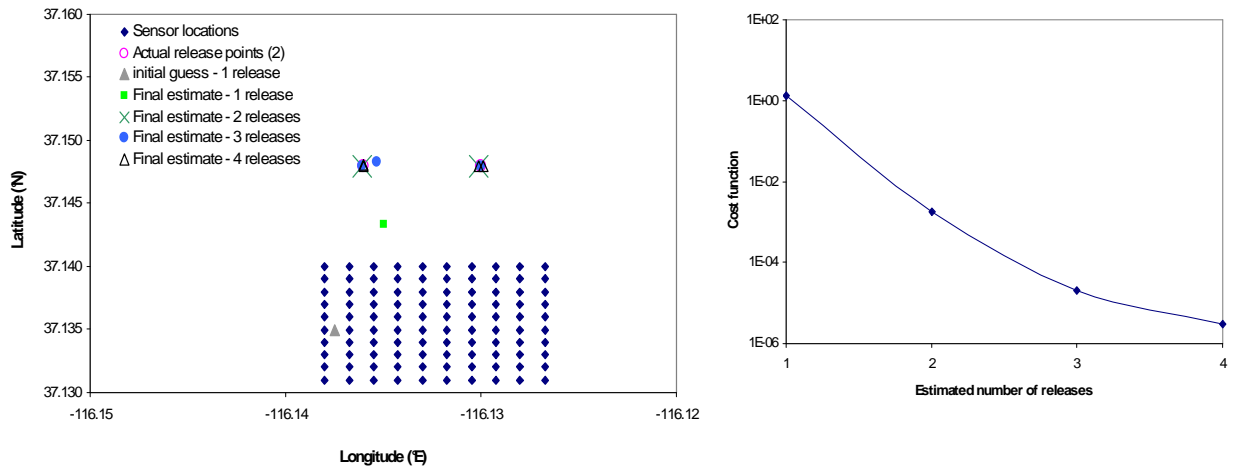 37.160
37.155
37.150
37.145
37.140
37.135
37.130
Latitude (°N)
Sensor locations
Actual release points (2)
initial guess - 1 release
Final estimate - 1 release
Final estimate - 2 releases
Final estimate - 3 releases
Final estimate - 4 releases
-116.15
-116.14
-116.13
-116.12
Longitude (°E)
1E+02
1E+00
1E-02
1E-04
1E-06
Cost function
1
2
3
4
Estimated number of releases